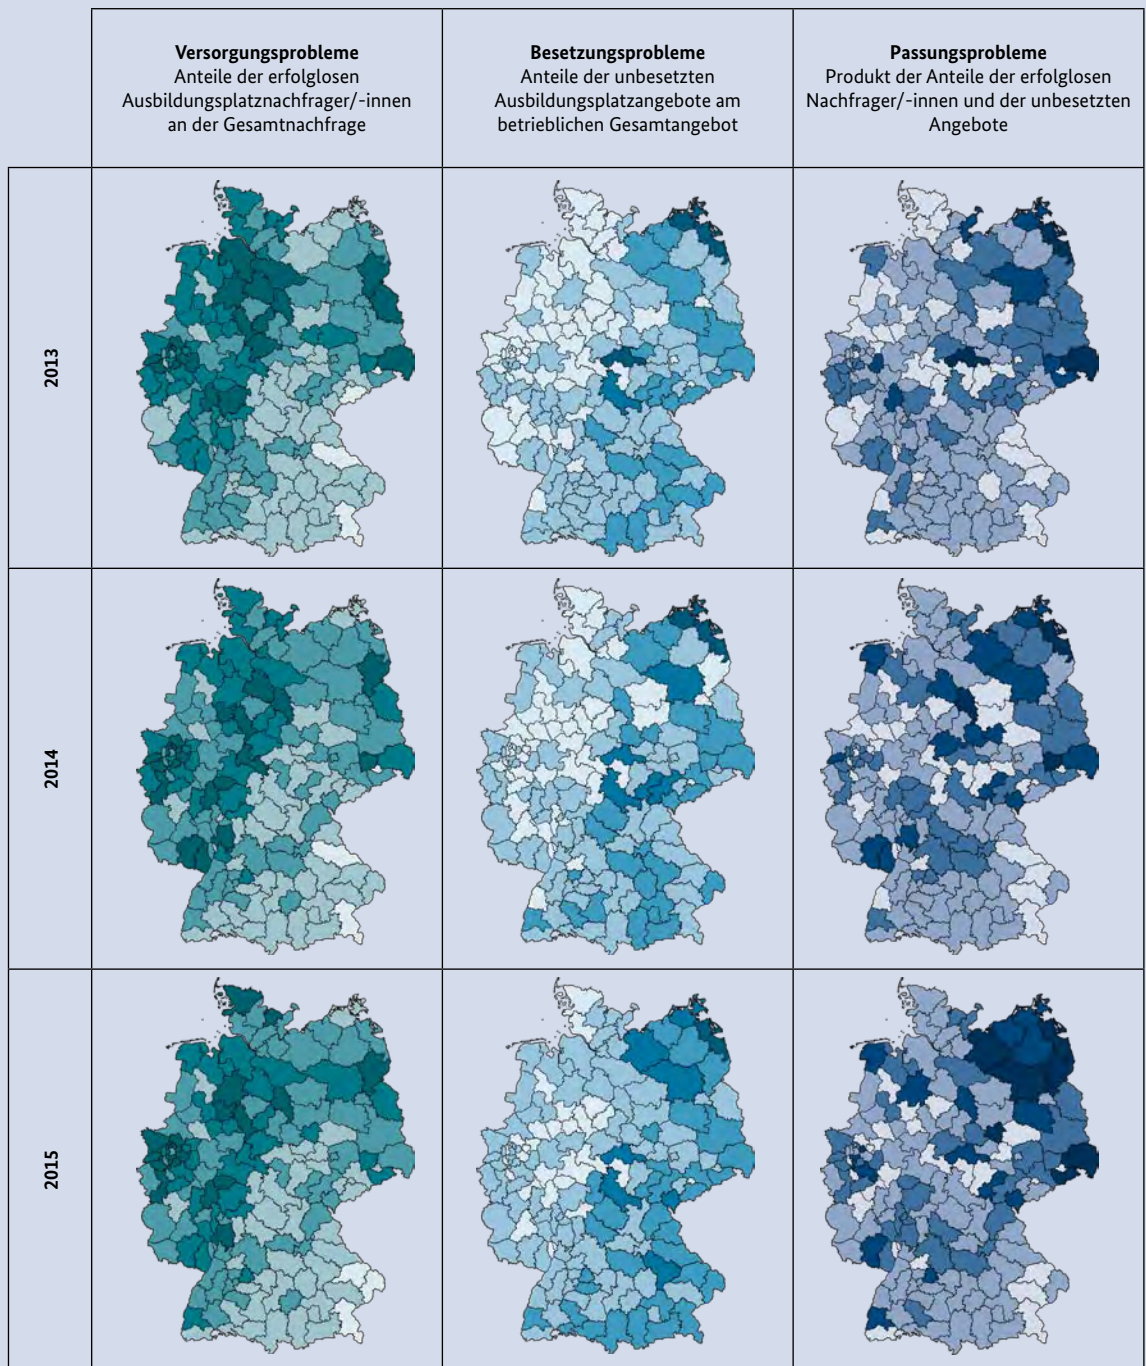 Versorgungsprobleme
Anteile der erfolglosen
Ausbildungsplatznachfrager/-innen
an der Gesamtnachfrage
Besetzungsprobleme
Anteile der unbesetzten
Ausbildungsplatzangebote am
betrieblichen Gesamtangebot
Passungsprobleme
Produkt der Anteile der erfolglosen
Nachfrager/-innen und der unbesetzten
Angebote
2013
2014
2015